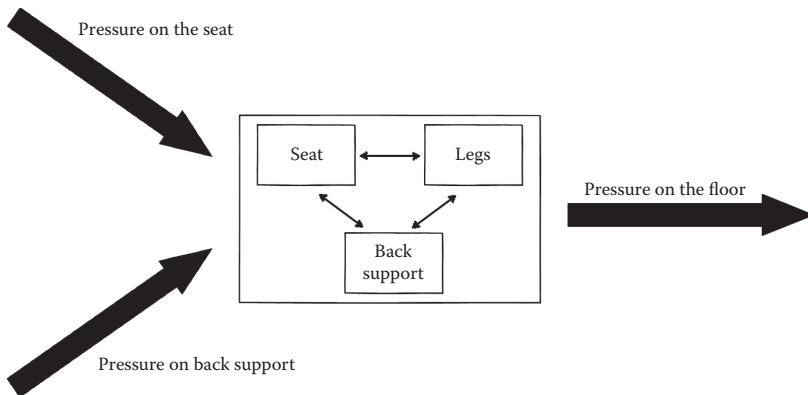 Pressure on the seat
Seat
Legs
Pressure on the floor
Back
support
Pressure on back support